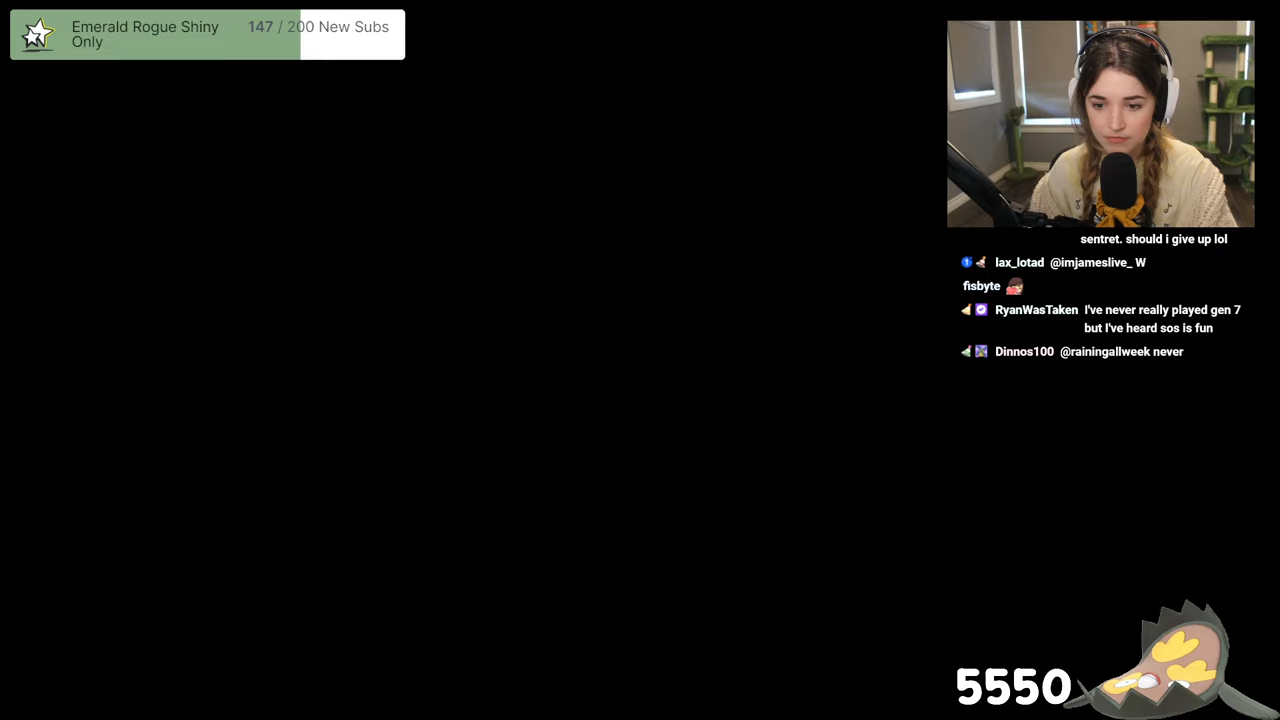 Emerald Rogue Shiny Only
147 / 200 New Subs
sentret. should i give up lol
lax_lotad @imjameslive_ W
fisbyte
RyanWasTaken I've never really played gen 7
but I've heard sos is fun
Dinnos100 @rainingallweek never
5550